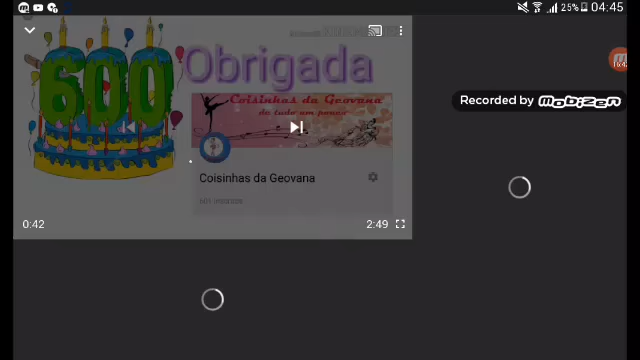 25% 04:45
600
Obrigada
Coisinhas da Geovana
de tudo um pouco
Recorded by MOBIZEN
Coisinhas da Geovana
0:42
2:49